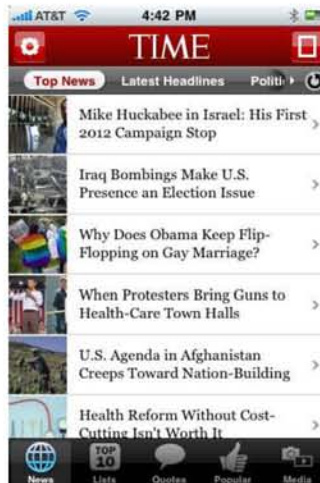 AT&T 4:42 PM
TIME
Top News Latest Headlines Politi
Mike Huckabee in Israel: His First
2012 Campaign Stop
Iraq Bombings Make U.S.
Presence an Election Issue
Why Does Obama Keep Flip-
Flopping on Gay Marriage?
When Protesters Bring Guns to
Health-Care Town Halls
U.S. Agenda in Afghanistan
Creeps Toward Nation-Building
Health Reform Without Cost-
Cutting Isn't Worth It
TOP
10
News Lists Quotes Popular Media